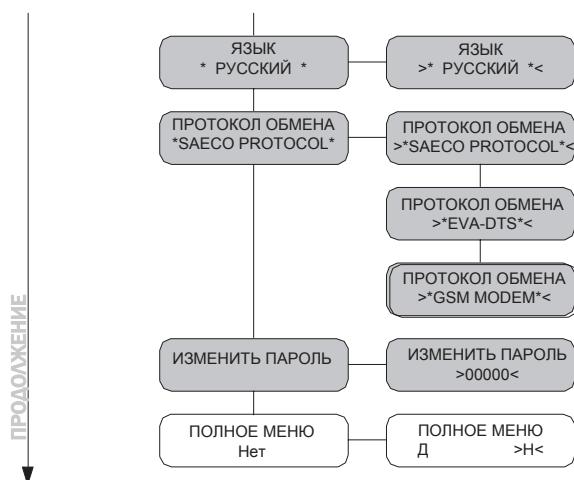 ЯЗЫК
* РУССКИЙ *
ЯЗЫК
>* РУССКИЙ *<
ПРОТОКОЛ ОБМЕНА
*SAECO PROTOCOL*
ПРОТОКОЛ ОБМЕНА
>*SAECO PROTOCOL*<
ПРОТОКОЛ ОБМЕНА
>*EVA-DTS*<
ПРОТОКОЛ ОБМЕНА
>*GSM MODEM*<
ИЗМЕНИТЬ ПАРОЛЬ
ИЗМЕНИТЬ ПАРОЛЬ
>00000<
ПОЛНОЕ МЕНЮ
Нет
ПОЛНОЕ МЕНЮ
Д >Н<
ПРОДОЛЖЕНИЕ